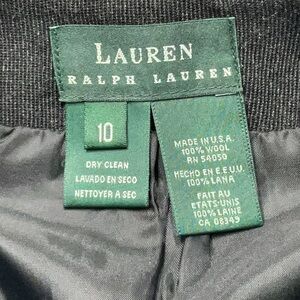 LAUREN
RALPH LAUREN
10
DRY CLEAN
LAVADO EN SECO
NETTOYER A SEC
MADE IN U.S.A.
100% WOOL
RN 5A050
HECHO EN E.E.U.U.
100% LANA
FAIT AU
ETATS-UNIS
100% LAINE
CA 08349